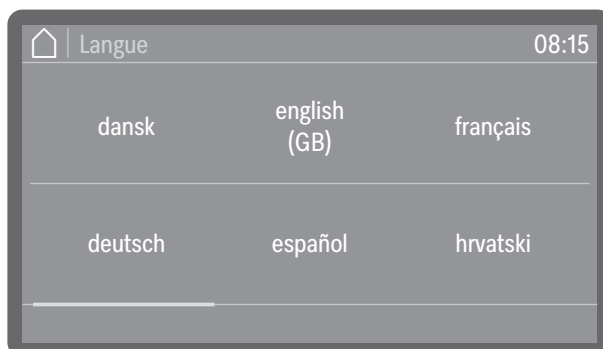 Langue 08:15
dansk
english
(GB)
français
deutsch
español
hrvatski